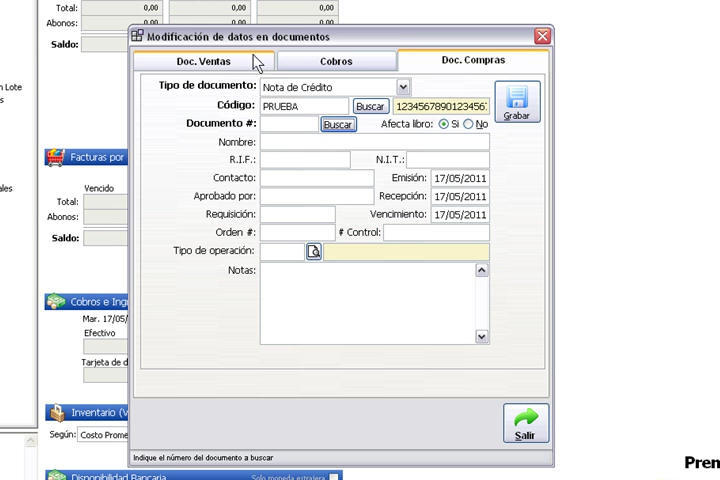 Total: 0,00 0,00 0,00
Abonos: 0,00 0,00 0,00
Saldo:
n Lote
s
Facturas por
ales
Vencido
Total:
Abonos:
Saldo:
Cobros e Ing
Mar. 17/05/
Efectivo
Tarjeta de d
Inventario (V
Según: Costo Prome
Disponibilidad Bancaria Solo moneda extrajera
Modificación de datos en documentos
Doc. Ventas Cobros Doc. Compras
Tipo de documento: Nota de Crédito
Código: PRUEBA Buscar 12345678901234567
Grabar
Documento #: Buscar Afecta libro: Si No
Nombre:
R.I.F.: N.I.T.:
Contacto: Emisión: 17/05/2011
Aprobado por: Recepción: 17/05/2011
Requisición: Vencimiento: 17/05/2011
Orden #: # Control:
Tipo de operación:
Notas:
Salir
Indique el número del documento a buscar
Prem